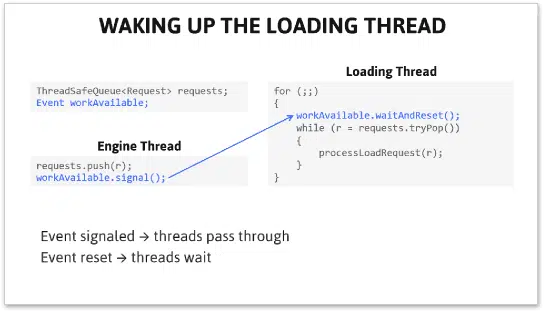 WAKING UP THE LOADING THREAD
ThreadSafeQueue<Request> requests;
Event workAvailable;
Engine Thread
requests.push(r);
workAvailable.signal();
Loading Thread
for (;;)
{
    workAvailable.waitAndReset();
    while (r = requests.tryPop())
    {
        processLoadRequest(r);
    }
}
Event signaled → threads pass through
Event reset → threads wait